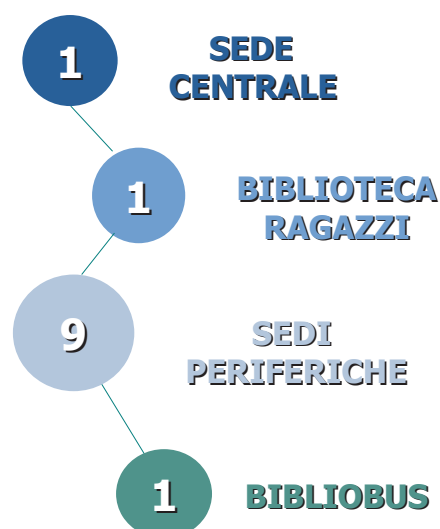 1
SEDE
CENTRALE
1
BIBLIOTECA
RAGAZZI
9
SEDI
PERIFERICHE
1
BIBLIOBUS